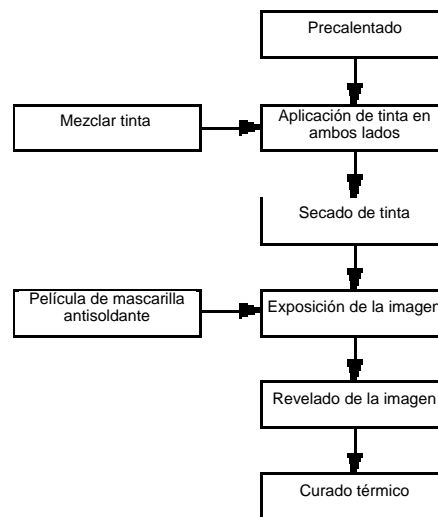 Precalentado
Mezclar tinta
Aplicación de tinta en
ambos lados
Secado de tinta
Película de mascarilla
antisoldante
Exposición de la imagen
Revelado de la imagen
Curado térmico